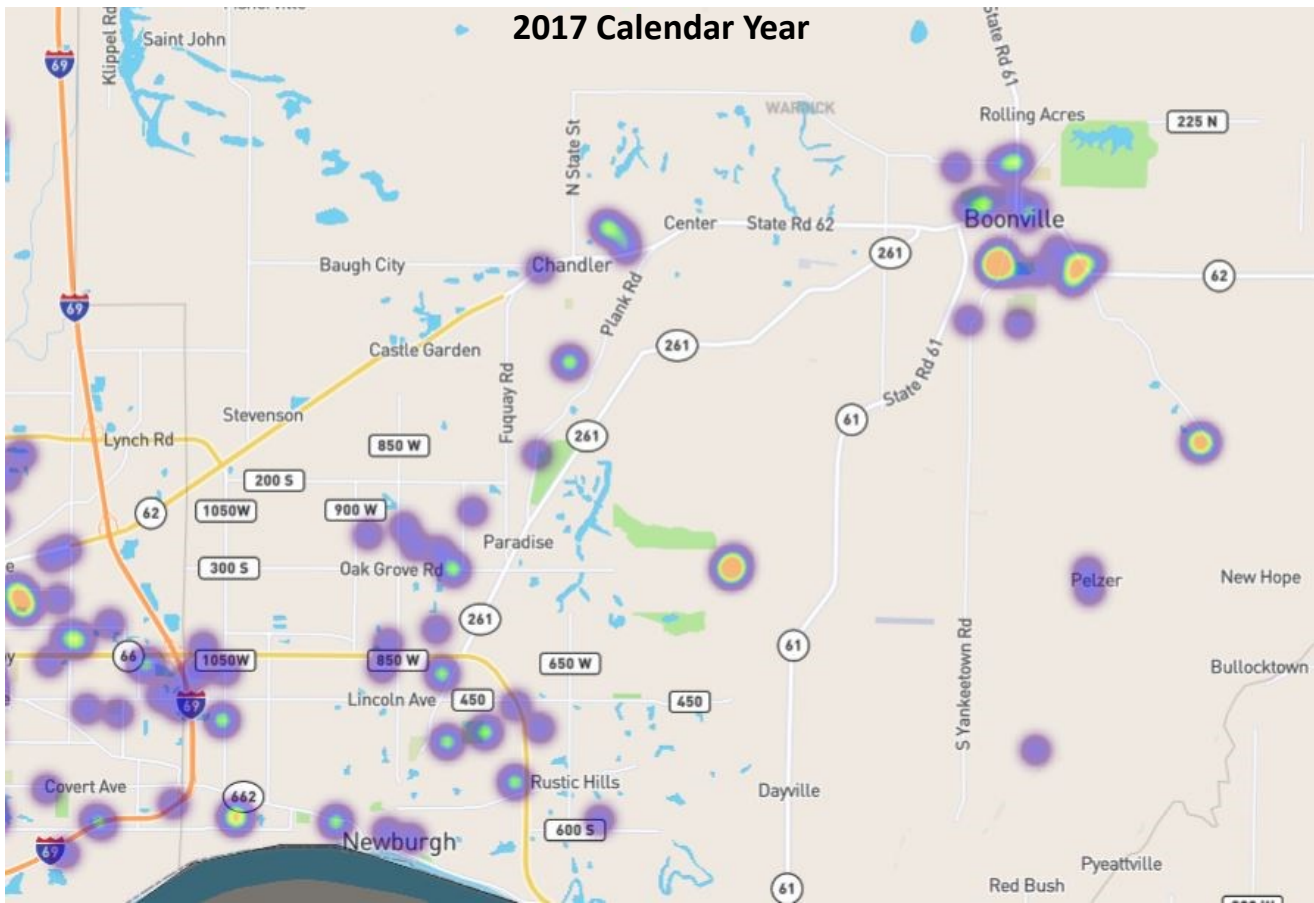 2017 Calendar Year
Klippel Rd
Saint John
69
State Rd 61
WARRICK
Rolling Acres
225 N
N State St
Boonville
Center
State Rd 62
261
62
Baugh City
Chandler
69
Plank Rd
261
Castle Garden
State Rd 61
Fuquay Rd
Stevenson
61
Lynch Rd
850 W
261
200 S
62
1050W
900 W
Paradise
300 S
Oak Grove Rd
Pelzer
New Hope
261
66
1050W
850 W
650 W
61
S Yankeetown Rd
Bullocktown
69
Lincoln Ave
450
450
Covert Ave
662
Rustic Hills
Dayville
600 S
Newburgh
69
Pyeattville
61
Red Bush